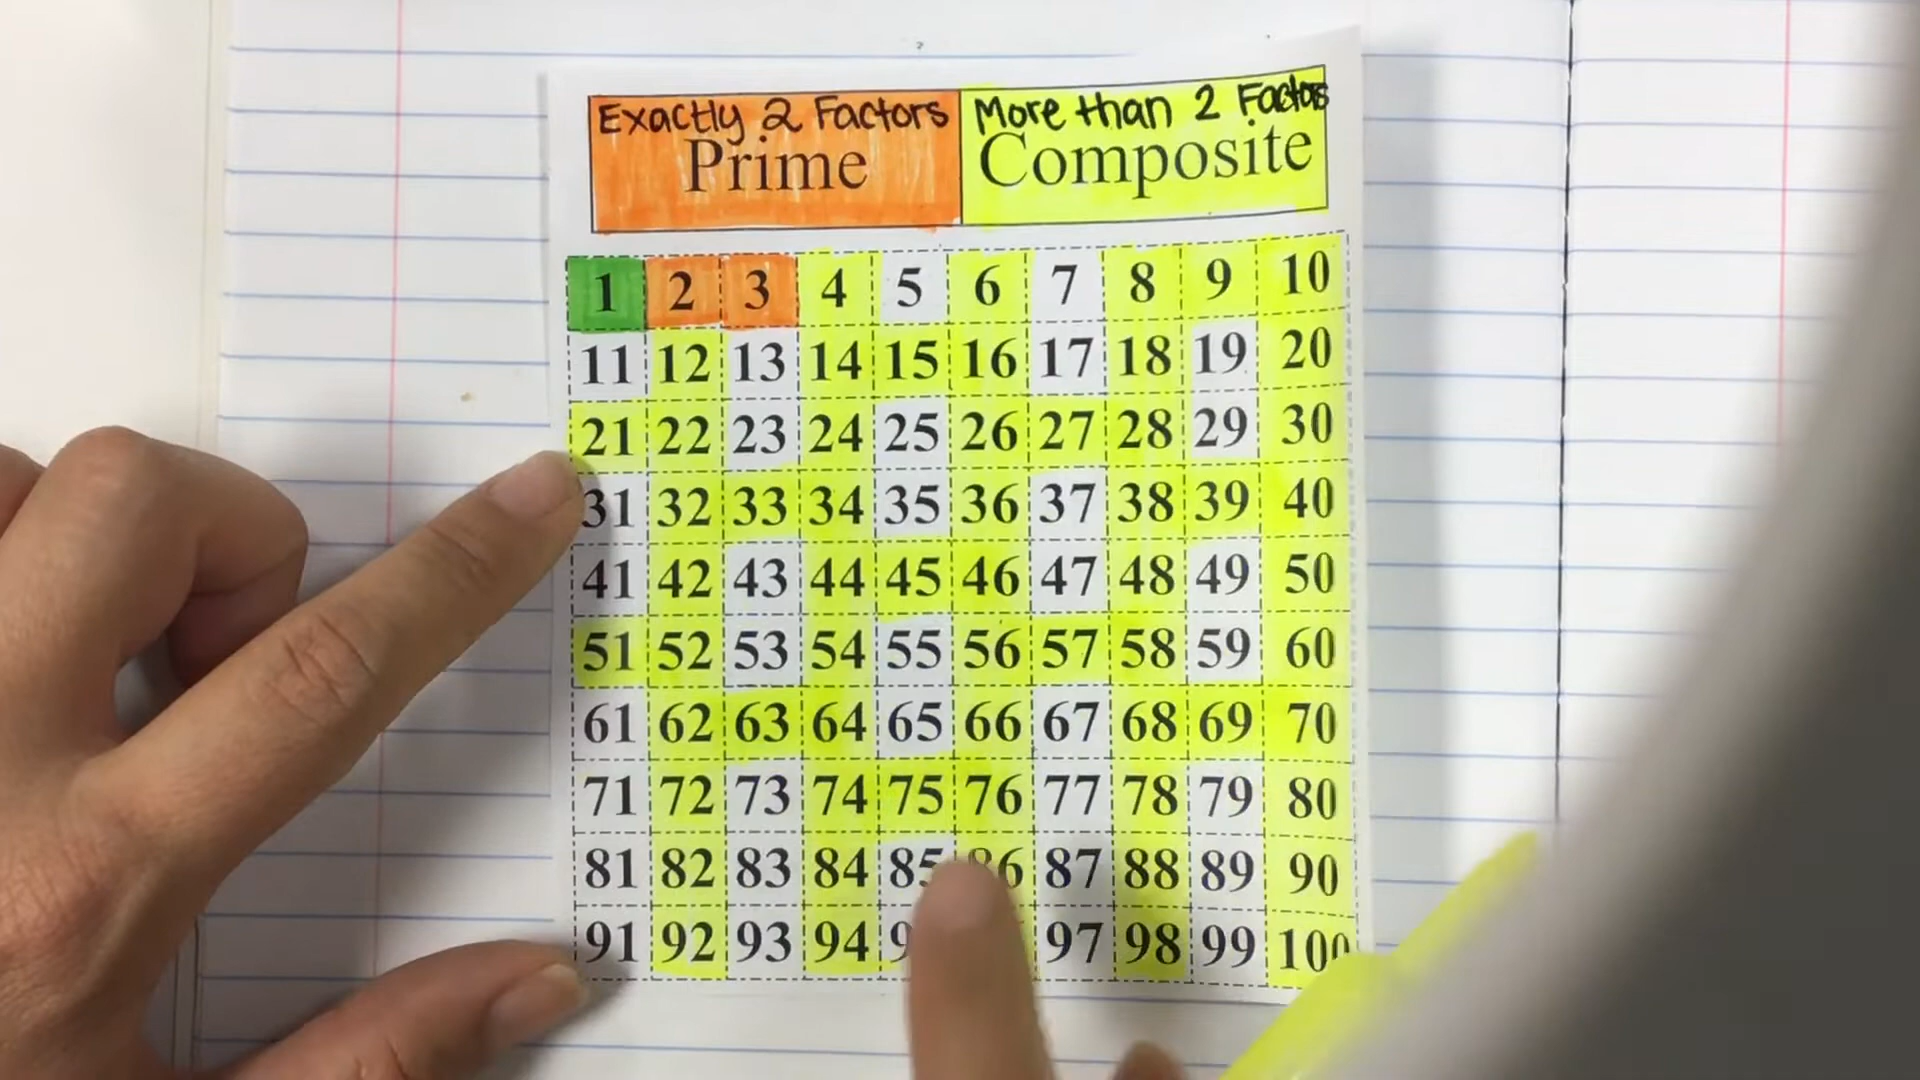 Exactly 2 Factors More than 2 Factors
Prime Composite
1 2 3 4 5 6 7 8 9 10
11 12 13 14 15 16 17 18 19 20
21 22 23 24 25 26 27 28 29 30
31 32 33 34 35 36 37 38 39 40
41 42 43 44 45 46 47 48 49 50
51 52 53 54 55 56 57 58 59 60
61 62 63 64 65 66 67 68 69 70
71 72 73 74 75 76 77 78 79 80
81 82 83 84 85 86 87 88 89 90
91 92 93 94 97 98 99 100